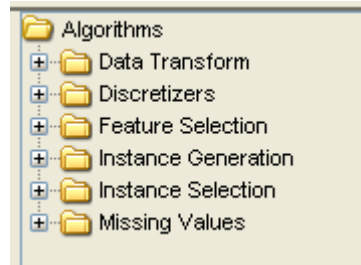 Algorithms
Data Transform
Discretizers
Feature Selection
Instance Generation
Instance Selection
Missing Values